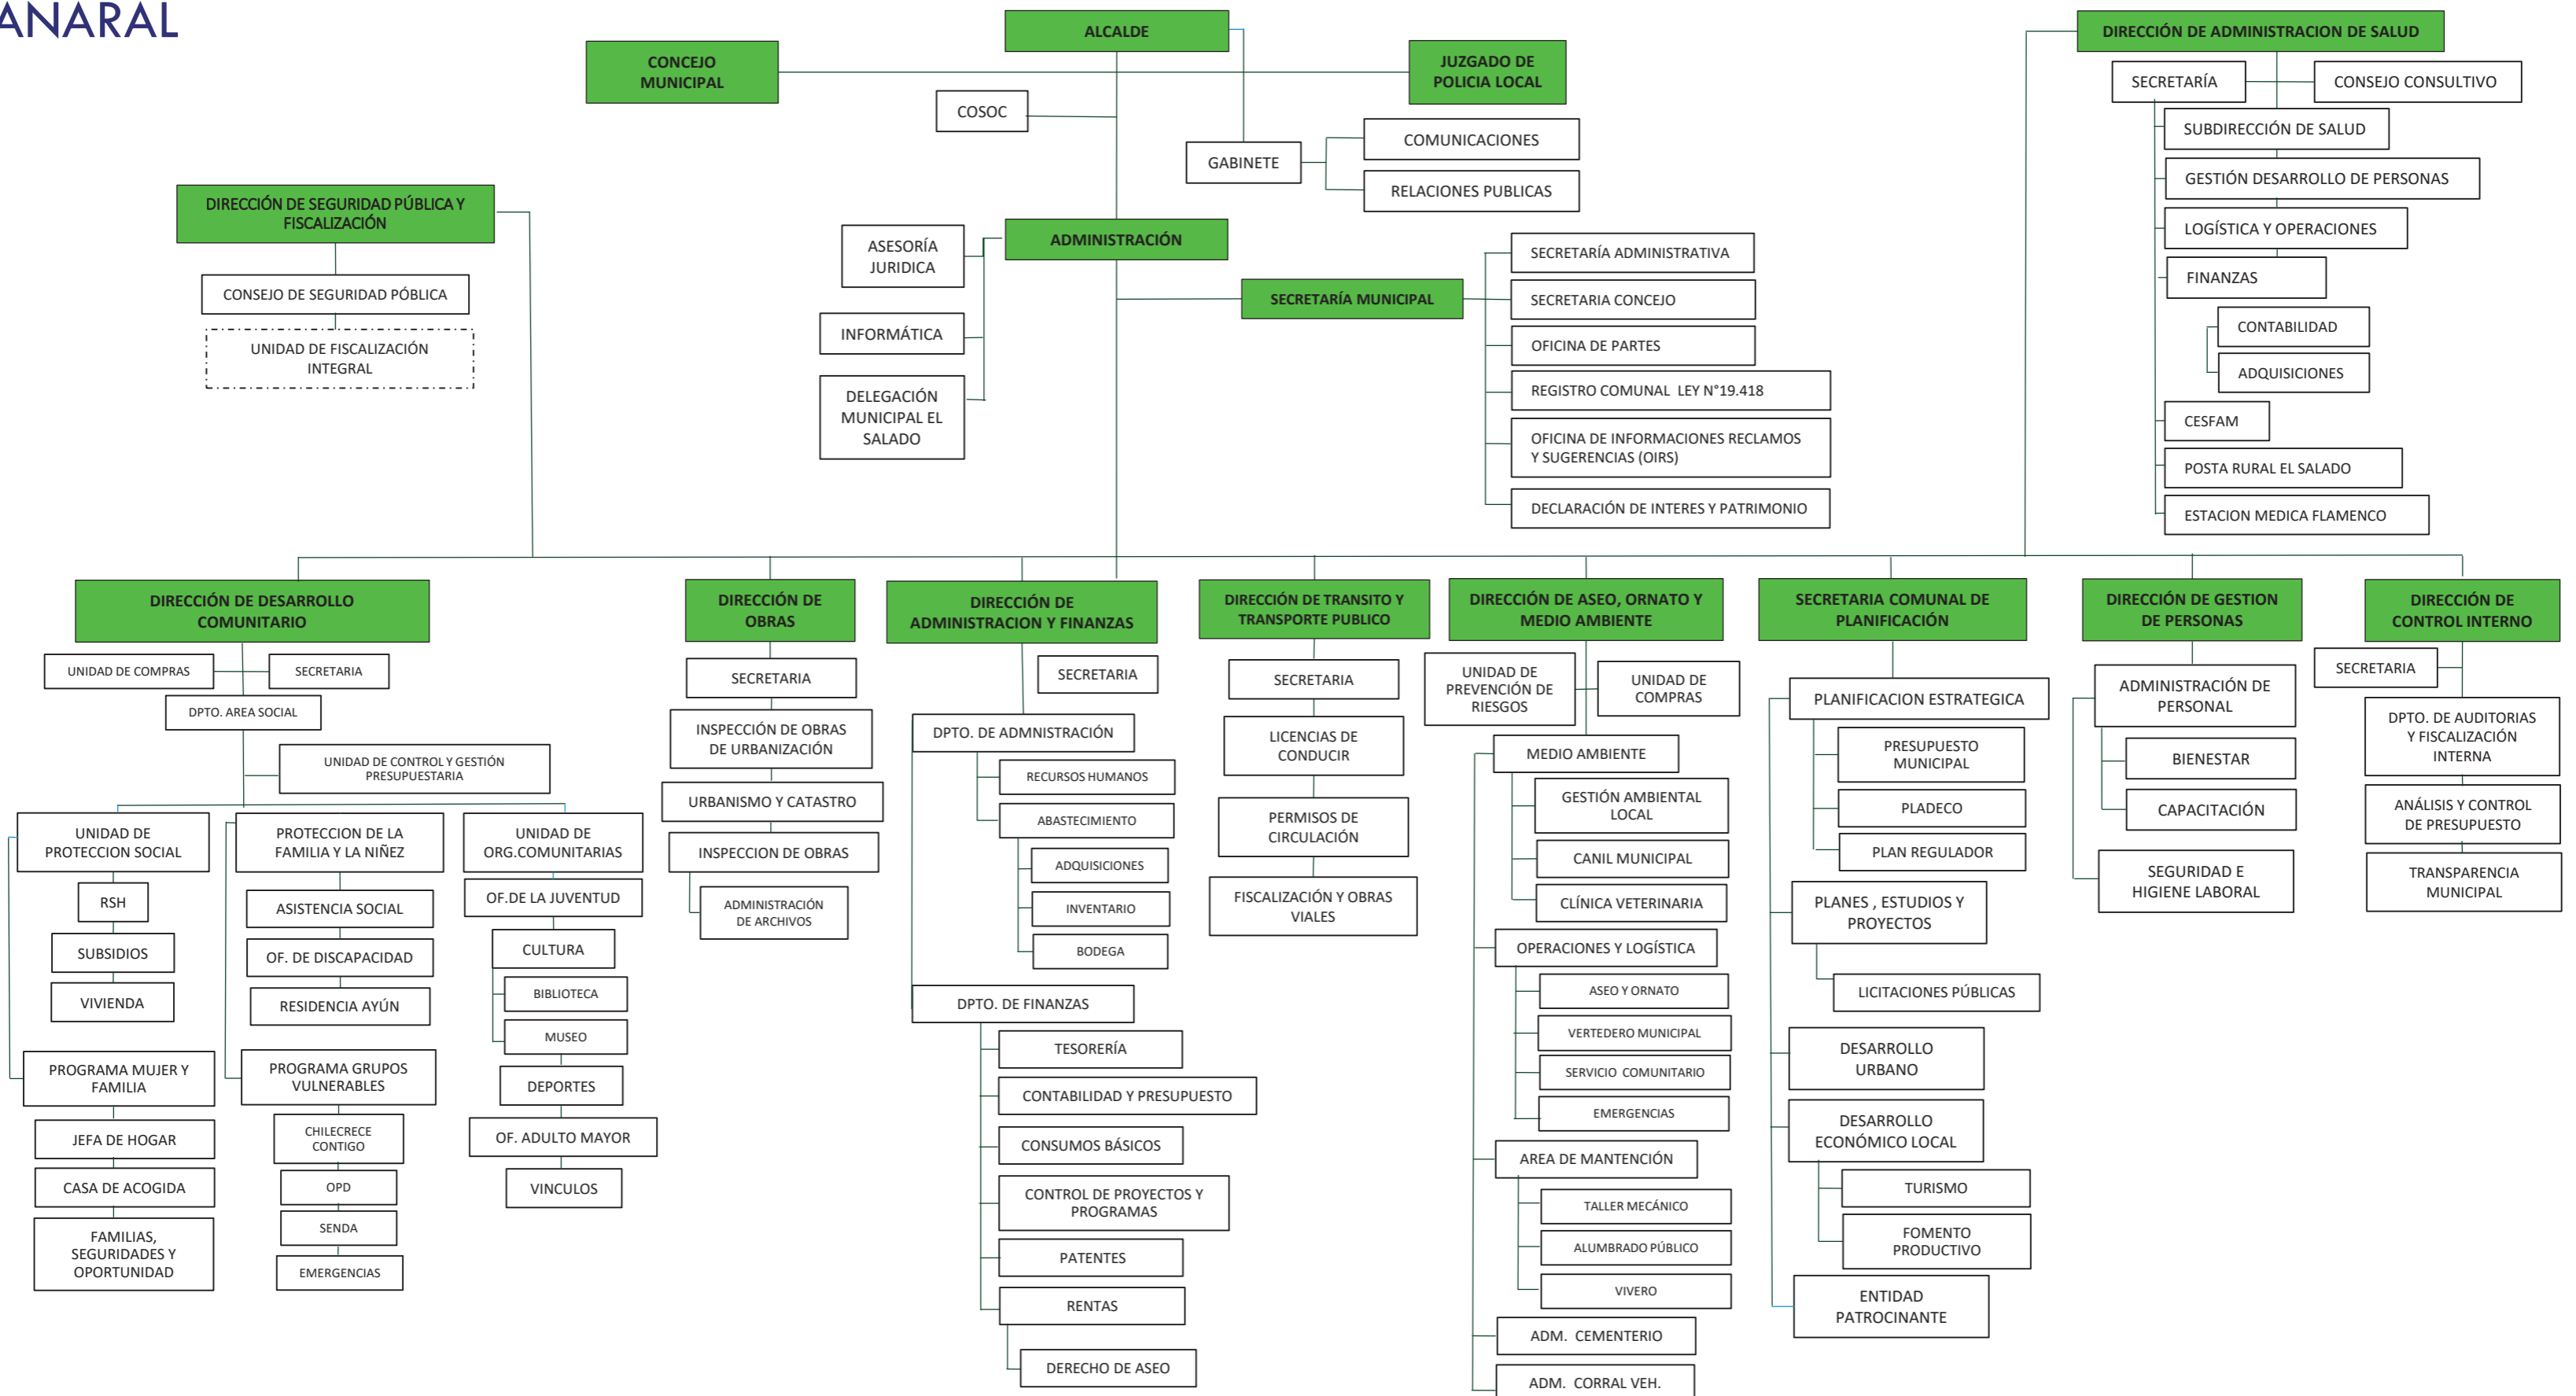 ANARAL
ALCALDE
CONCEJO
MUNICIPAL
JUZGADO DE
POLICIA LOCAL
COSOC
GABINETE
COMUNICACIONES
RELACIONES PUBLICAS
DIRECCIÓN DE ADMINISTRACION DE SALUD
SECRETARÍA
CONSEJO CONSULTIVO
SUBDIRECCIÓN DE SALUD
GESTIÓN DESARROLLO DE PERSONAS
LOGÍSTICA Y OPERACIONES
FINANZAS
CONTABILIDAD
ADQUISICIONES
CESFAM
POSTA RURAL EL SALADO
ESTACION MEDICA FLAMENCO
DIRECCIÓN DE SEGURIDAD PÚBLICA Y
FISCALIZACIÓN
CONSEJO DE SEGURIDAD PÓBLICA
UNIDAD DE FISCALIZACIÓN
INTEGRAL
ADMINISTRACIÓN
ASESORÍA
JURIDICA
INFORMÁTICA
DELEGACIÓN
MUNICIPAL EL
SALADO
SECRETARÍA MUNICIPAL
SECRETARÍA ADMINISTRATIVA
SECRETARIA CONCEJO
OFICINA DE PARTES
REGISTRO COMUNAL LEY N°19.418
OFICINA DE INFORMACIONES RECLAMOS
Y SUGERENCIAS (OIRS)
DECLARACIÓN DE INTERES Y PATRIMONIO
DIRECCIÓN DE DESARROLLO
COMUNITARIO
UNIDAD DE COMPRAS
SECRETARIA
DPTO. AREA SOCIAL
UNIDAD DE CONTROL Y GESTIÓN
PRESUPUESTARIA
UNIDAD DE
PROTECCION SOCIAL
RSH
SUBSIDIOS
VIVIENDA
PROGRAMA MUJER Y
FAMILIA
JEFA DE HOGAR
CASA DE ACOGIDA
FAMILIAS,
SEGURIDADES Y
OPORTUNIDAD
PROTECCION DE LA
FAMILIA Y LA NIÑEZ
ASISTENCIA SOCIAL
OF. DE DISCAPACIDAD
RESIDENCIA AYÚN
PROGRAMA GRUPOS
VULNERABLES
CHILECRECE
CONTIGO
OPD
SENDA
EMERGENCIAS
UNIDAD DE
ORG.COMUNITARIAS
OF.DE LA JUVENTUD
CULTURA
BIBLIOTECA
MUSEO
DEPORTES
OF. ADULTO MAYOR
VINCULOS
DIRECCIÓN DE
OBRAS
SECRETARIA
INSPECCIÓN DE OBRAS
DE URBANIZACIÓN
URBANISMO Y CATASTRO
INSPECCION DE OBRAS
ADMINISTRACIÓN
DE ARCHIVOS
DIRECCIÓN DE
ADMINISTRACION Y FINANZAS
SECRETARIA
DPTO. DE ADMNISTRACIÓN
RECURSOS HUMANOS
ABASTECIMIENTO
ADQUISICIONES
INVENTARIO
BODEGA
DPTO. DE FINANZAS
TESORERÍA
CONTABILIDAD Y PRESUPUESTO
CONSUMOS BÁSICOS
CONTROL DE PROYECTOS Y
PROGRAMAS
PATENTES
RENTAS
DERECHO DE ASEO
DIRECCIÓN DE TRANSITO Y
TRANSPORTE PUBLICO
SECRETARIA
LICENCIAS DE
CONDUCIR
PERMISOS DE
CIRCULACIÓN
FISCALIZACIÓN Y OBRAS
VIALES
DIRECCIÓN DE ASEO, ORNATO Y
MEDIO AMBIENTE
UNIDAD DE
PREVENCIÓN DE
RIESGOS
UNIDAD DE
COMPRAS
MEDIO AMBIENTE
GESTIÓN AMBIENTAL
LOCAL
CANIL MUNICIPAL
CLÍNICA VETERINARIA
OPERACIONES Y LOGÍSTICA
ASEO Y ORNATO
VERTEDERO MUNICIPAL
SERVICIO COMUNITARIO
EMERGENCIAS
AREA DE MANTENCIÓN
TALLER MECÁNICO
ALUMBRADO PÚBLICO
VIVERO
ADM. CEMENTERIO
ADM. CORRAL VEH.
SECRETARIA COMUNAL DE
PLANIFICACIÓN
PLANIFICACION ESTRATEGICA
PRESUPUESTO
MUNICIPAL
PLADECO
PLAN REGULADOR
PLANES , ESTUDIOS Y
PROYECTOS
LICITACIONES PÚBLICAS
DESARROLLO
URBANO
DESARROLLO
ECONÓMICO LOCAL
TURISMO
FOMENTO
PRODUCTIVO
ENTIDAD
PATROCINANTE
DIRECCIÓN DE GESTION
DE PERSONAS
ADMINISTRACIÓN DE
PERSONAL
BIENESTAR
CAPACITACIÓN
SEGURIDAD E
HIGIENE LABORAL
DIRECCIÓN DE
CONTROL INTERNO
SECRETARIA
DPTO. DE AUDITORIAS
Y FISCALIZACIÓN
INTERNA
ANÁLISIS Y CONTROL
DE PRESUPUESTO
TRANSPARENCIA
MUNICIPAL